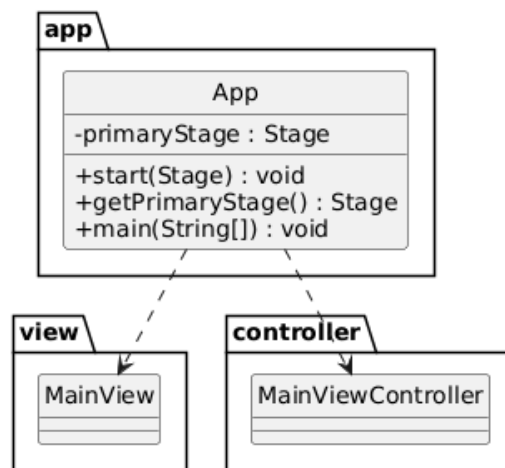 app
App
-primaryStage : Stage
+start(Stage) : void
+getPrimaryStage() : Stage
+main(String[]) : void
view
controller
MainView
MainViewController